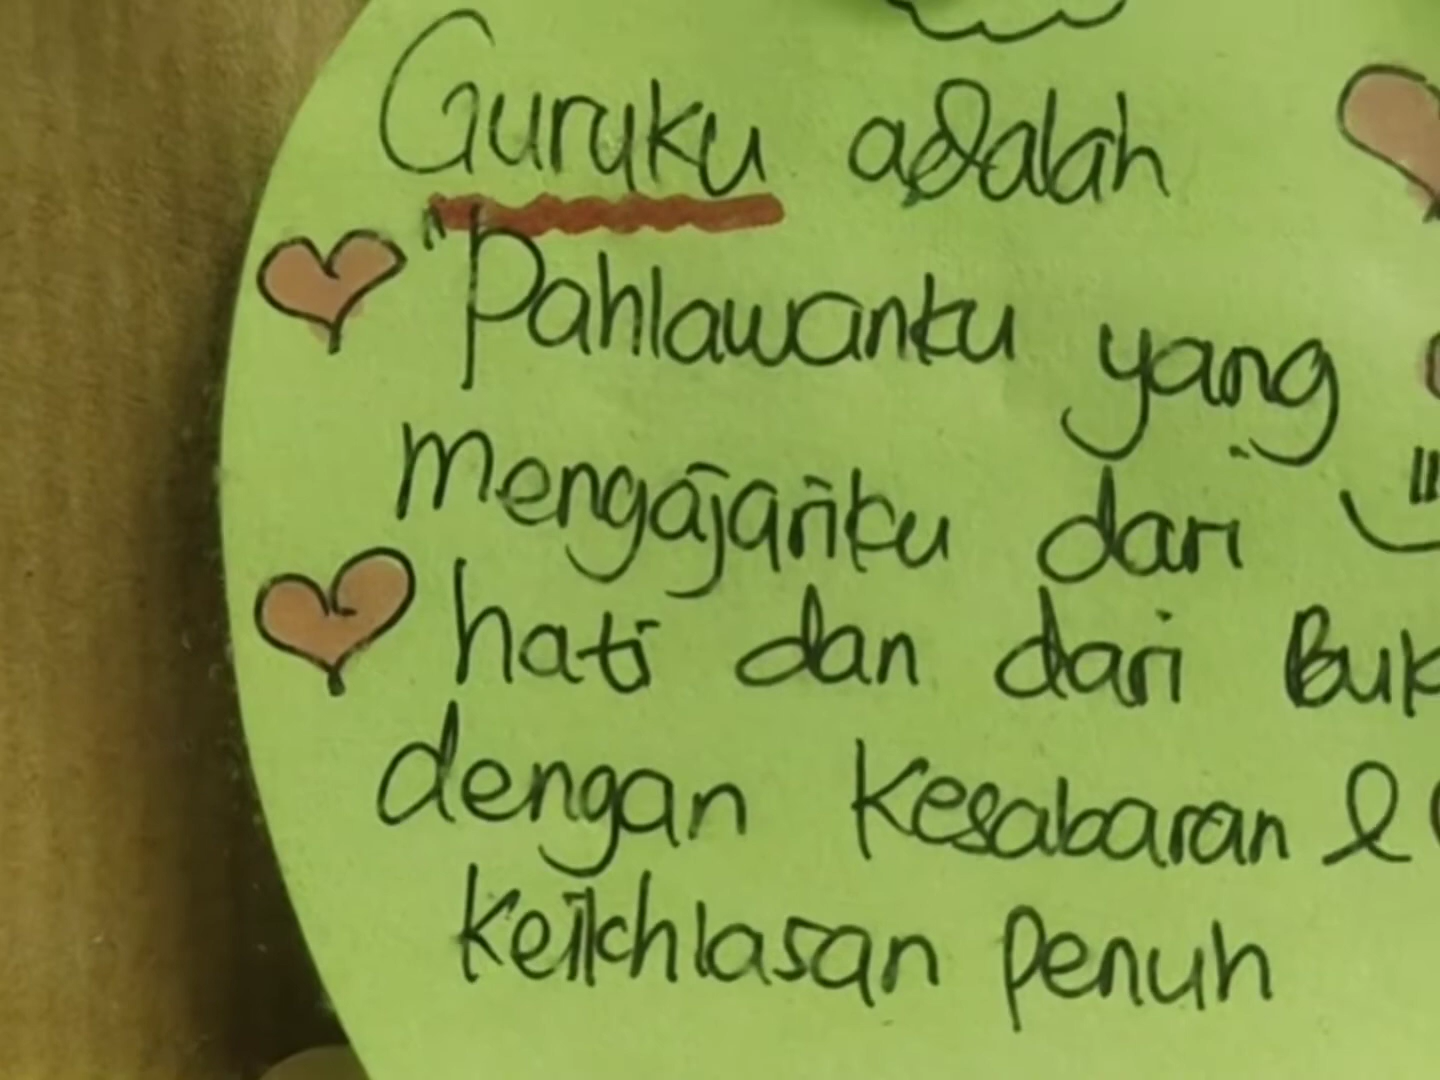 Guruku adalah
"Pahlawanku yang
mengajariku dari
hati dan dari
dengan Kesabaran &
Keikhlasan Penuh